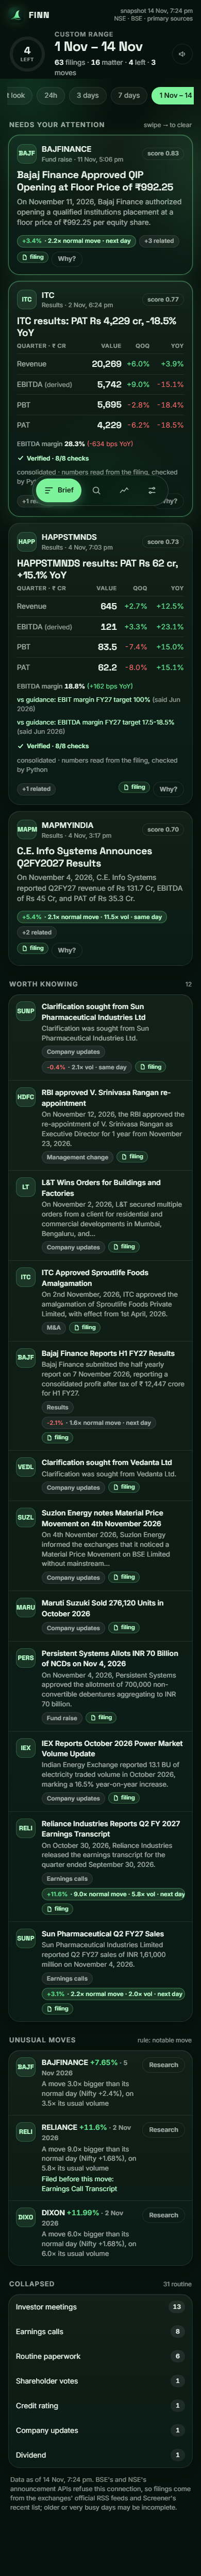 FINN
snapshot 14 Nov, 7:24 pm
NSE · BSE · primary sources
4
LEFT
CUSTOM RANGE
1 Nov – 14 Nov
63 filings · 16 matter · 4 left · 3
moves
t look
24h
3 days
7 days
1 Nov – 14
NEEDS YOUR ATTENTION
swipe → to clear
BAJF
BAJFINANCE
Fund raise · 11 Nov, 5:06 pm
score 0.83
Bajaj Finance Approved QIP
Opening at Floor Price of ₹992.25
On November 11, 2026, Bajaj Finance authorized
opening a qualified institutions placement at a
floor price of ₹992.25 per equity share.
+3.4% · 2.2× normal move · next day
+3 related
filing
Why?
ITC
ITC
Results · 2 Nov, 6:24 pm
score 0.77
ITC results: PAT Rs 4,229 cr, -18.5%
YoY
QUARTER · ₹ CR
VALUE
QOQ
YOY
Revenue 20,269 +6.0% +3.9%
EBITDA (derived) 5,742 +9.0% -15.1%
PBT 5,695 -2.8% -18.4%
PAT 4,229 -6.2% -18.5%
EBITDA margin 28.3% (-634 bps YoY)
✓ Verified · 8/8 checks
consolidated · numbers read from the filing, checked
by Py
Brief
+1 re
hy?
HAPP
HAPPSTMNDS
Results · 4 Nov, 7:03 pm
score 0.73
HAPPSTMNDS results: PAT Rs 62 cr,
+15.1% YoY
QUARTER · ₹ CR
VALUE
QOQ
YOY
Revenue 645 +2.7% +12.5%
EBITDA (derived) 121 +3.3% +23.1%
PBT 83.5 -7.4% +15.0%
PAT 62.2 -8.0% +15.1%
EBITDA margin 18.8% (+162 bps YoY)
vs guidance: EBIT margin FY27 target 100% (said Jun
2026)
vs guidance: EBITDA margin FY27 target 17.5-18.5%
(said Jun 2026)
✓ Verified · 8/8 checks
consolidated · numbers read from the filing, checked
by Python
+1 related
filing
Why?
MAPM
MAPMYINDIA
Results · 4 Nov, 3:17 pm
score 0.70
C.E. Info Systems Announces
Q2FY2027 Results
On November 4, 2026, C.E. Info Systems
reported Q2FY27 revenue of Rs 131.7 Crore, EBITDA
of Rs 45 Crore, and PAT of Rs 35.3 Cr.
+5.4% · 2.1× normal move · 11.5× vol · same day
+2 related
filing
Why?
WORTH KNOWING
12
SUNP
Clarification sought from Sun
Pharmaceutical Industries Ltd
Clarification was sought from Sun
Pharmaceutical Industries Ltd.
Company updates
-0.4% · 2.1× vol · same day
filing
HDFC
RBI approved V. Srinivasa Rangan re-
appointment
On November 12, 2026, the RBI approved the
re-appointment of V. Srinivasa Rangan as
Executive Director for 1 year from November
23, 2026.
Management change
filing
LT
L&T Wins Orders for Buildings and
Factories
On November 2, 2026, L&T secured multiple
orders from a client for residential and
commercial developments in Mumbai,
Bengaluru, and...
Company updates
filing
ITC
ITC Approved Sproutlife Foods
Amalgamation
On 2nd November, 2026, ITC approved the
amalgamation of Sproutlife Foods Private
Limited, with effect from 1st April, 2026.
M&A
filing
BAJF
Bajaj Finance Reports H1 FY27 Results
Bajaj Finance submitted the half yearly
report on 7 November 2026, reporting a
consolidated profit after tax of ₹ 12,447 crore
for H1 FY27.
Results
-2.1% · 1.6× normal move · next day
filing
VEDL
Clarification sought from Vedanta Ltd
Clarification was sought from Vedanta Ltd.
Company updates
filing
SUZL
Suzlon Energy notes Material Price
Movement on 4th November 2026
On 4th November 2026, Suzlon Energy
informed the exchanges that it noticed a
Material Price Movement on BSE Limited
without mainstream...
Company updates
filing
MARU
Maruti Suzuki Sold 276,120 Units in
October 2026
Company updates
filing
PERS
Persistent Systems Allots INR 70 Billion
of NCDs on Nov 4, 2026
On November 4, 2026, Persistent Systems
approved the allotment of 700,000 non-
convertible debentures aggregating to INR
70 billion.
Fund raise
filing
IEX
IEX Reports October 2026 Power Market
Volume Update
Indian Energy Exchange reported 13.1 BU of
electricity traded volume in October 2026,
marking a 16.5% year-on-year increase.
Company updates
filing
RELI
Reliance Industries Reports Q2 FY 2027
Earnings Transcript
On October 30, 2026, Reliance Industries
released the earnings transcript for the
quarter ended September 30, 2026.
Earnings calls
+11.6% · 9.0× normal move · 5.8× vol · next day
filing
SUNP
Sun Pharmaceutical Q2 FY27 Sales
Sun Pharmaceutical Industries Limited
reported Q2 FY27 sales of INR 1,61,000
million on November 4, 2026.
Earnings calls
+3.1% · 2.2× normal move · 2.0× vol · next day
filing
UNUSUAL MOVES
rule: notable move
BAJF
BAJFINANCE +7.65% · 5
Nov 2026
A move 3.0× bigger than its
normal day (Nifty +2.4%), on
3.5× its usual volume
Research
RELI
RELIANCE +11.6% · 2 Nov
2026
A move 9.0× bigger than its
normal day (Nifty +1.68%), on
5.8× its usual volume
Filed before this move:
Earnings Call Transcript
Research
DIXO
DIXON +11.99% · 2 Nov
2026
A move 6.0× bigger than its
normal day (Nifty +1.68%), on
6.0× its usual volume
Research
COLLAPSED
31 routine
Investor meetings 13
Earnings calls 8
Routine paperwork 6
Shareholder votes 1
Credit rating 1
Company updates 1
Dividend 1
Data as of 14 Nov, 7:24 pm. BSE's and NSE's
announcement APIs refuse this connection, so filings come
from the exchanges' official RSS feeds and Screener's
recent list; older or very busy days may be incomplete.